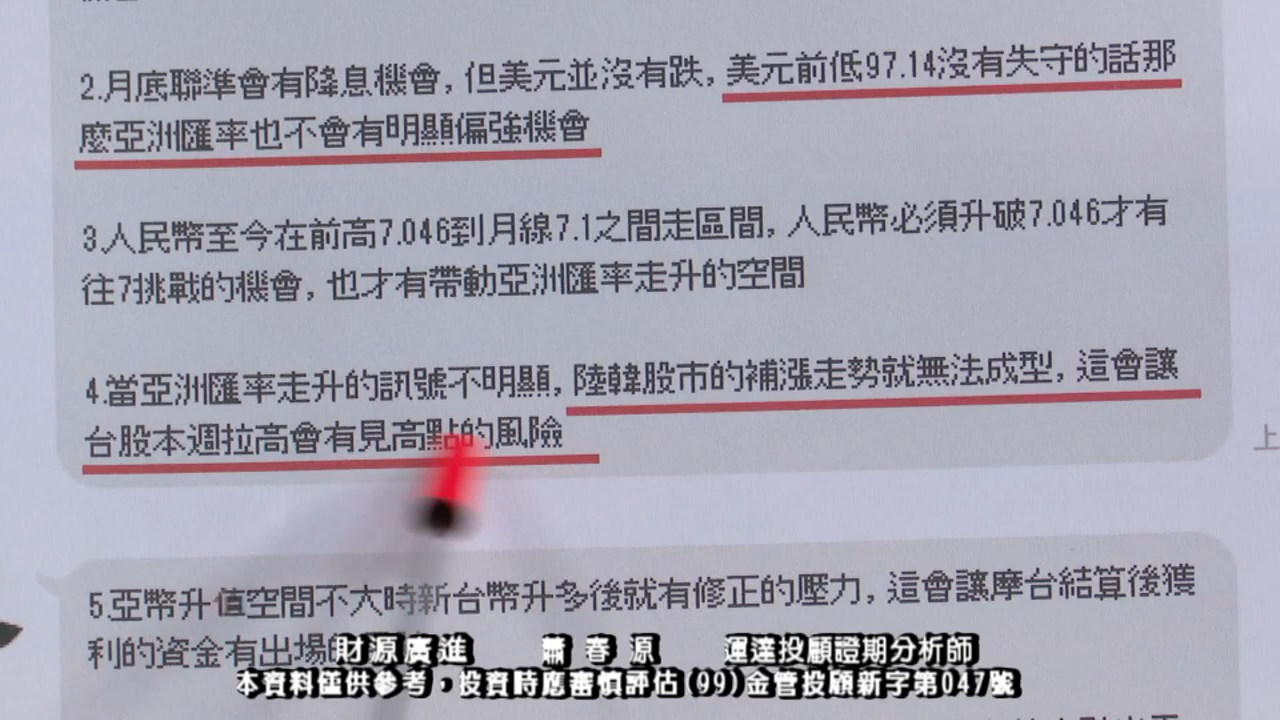 2.月底聯準會有降息機會，但美元並沒有跌，美元前低97.14沒有失守的話那
麼亞洲匯率也不會有明顯偏強機會
3.人民幣至今在前高7.046到月線7.1之間走區間，人民幣必須升破7.046才有
往7挑戰的機會，也才有帶動亞洲匯率走升的空間
4.當亞洲匯率走升的訊號不明顯，陸韓股市的補漲走勢就無法成型，這會讓
台股本週拉高會有見高點的風險
上
5.亞幣升值空間不大時新台幣升多後就有修正的壓力，這會讓摩台結算後獲
利的資金有出場的
財源廣進 蕭春源 運達投顧證期分析師
本資料僅供參考，投資時應審慎評估(99)金管投顧新字第047號